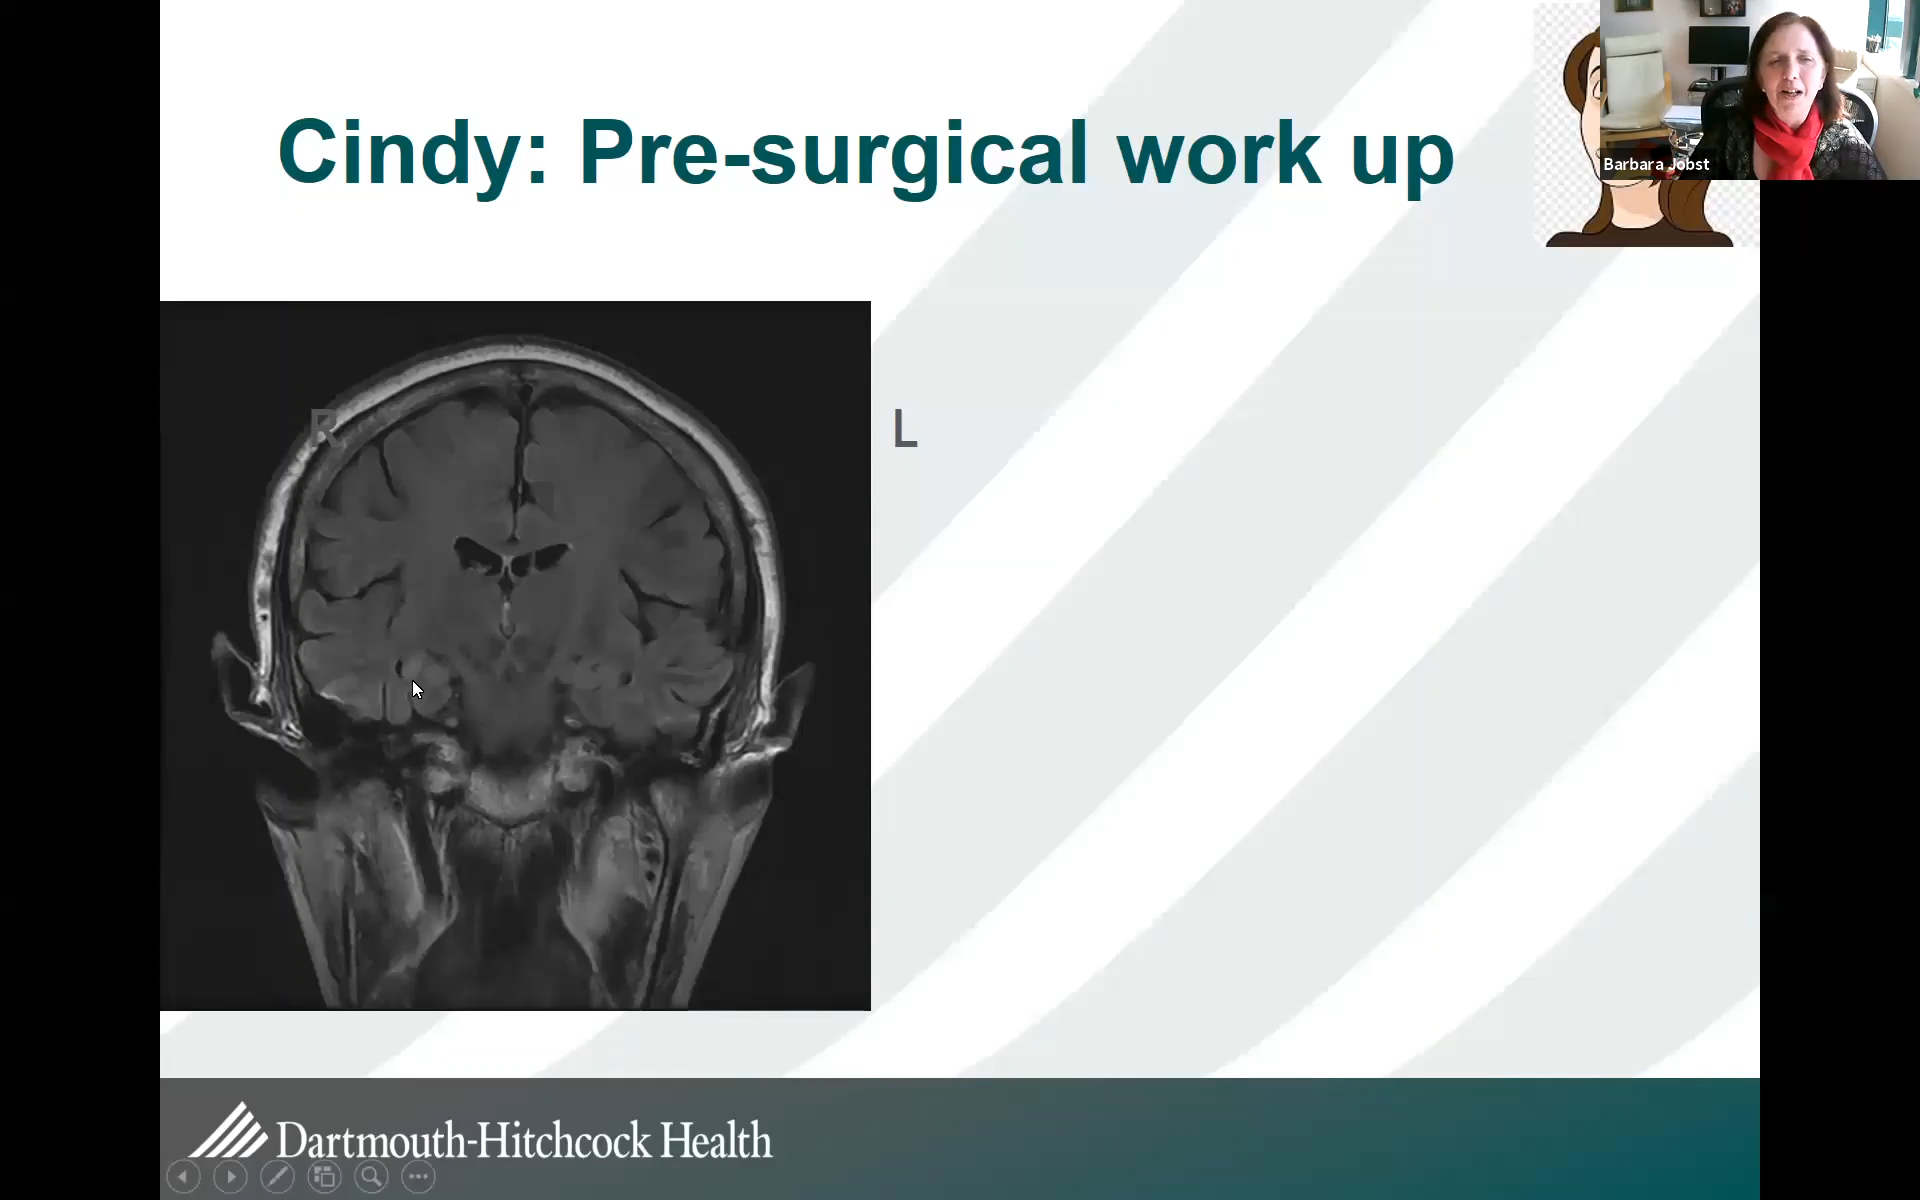 Cindy: Pre-surgical work up
Barbara Jobst
R
L
Dartmouth-Hitchcock Health